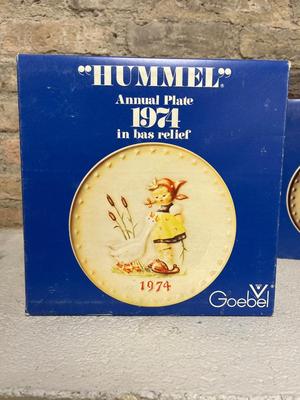 "HUMMEL"®
Annual Plate
1974
in bas relief
1974
Goebel